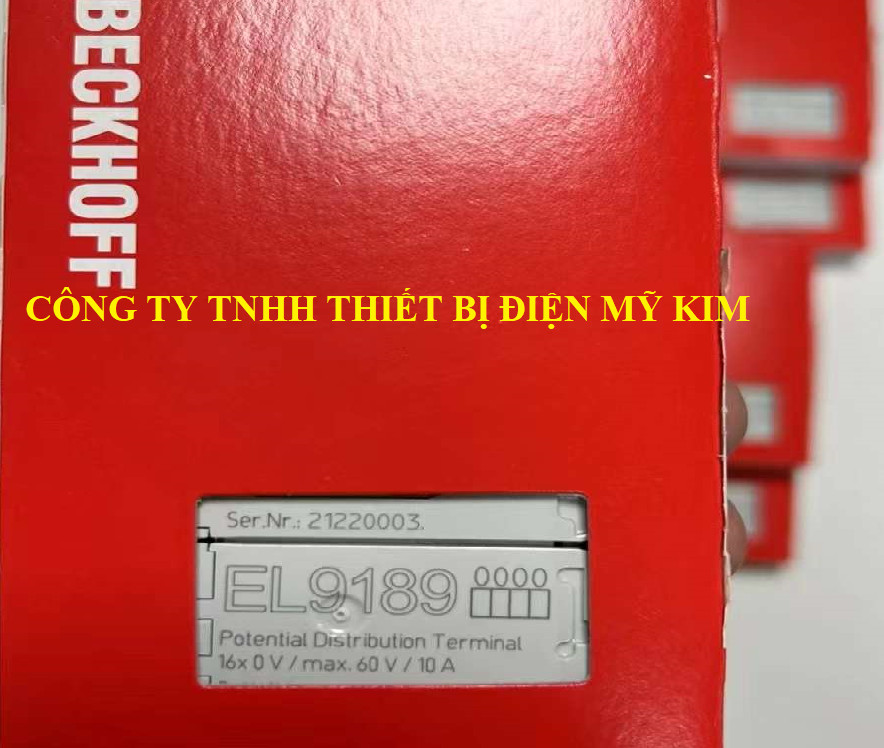 BECKHOFF
CÔNG TY TNHH THIẾT BỊ ĐIỆN MỸ KIM
Ser.Nr.: 21220003.
EL9189 0000
Potential Distribution Terminal
16x 0 V / max. 60 V / 10 A